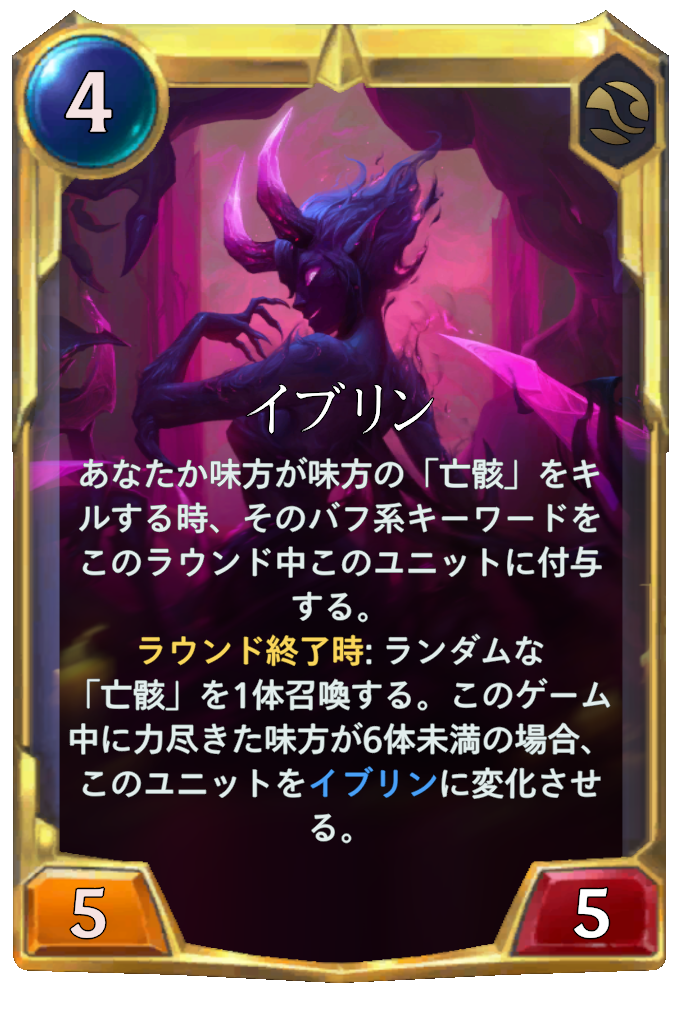 4
イブリン
あなたか味方が味方の「亡骸」をキ
ルする時、そのバフ系キーワードを
このラウンド中このユニットに付与
する。
ラウンド終了時: ランダムな
「亡骸」を1体召喚する。このゲーム
中に力尽きた味方が6体未満の場合、
このユニットをイブリンに変化させ
る。
5
5